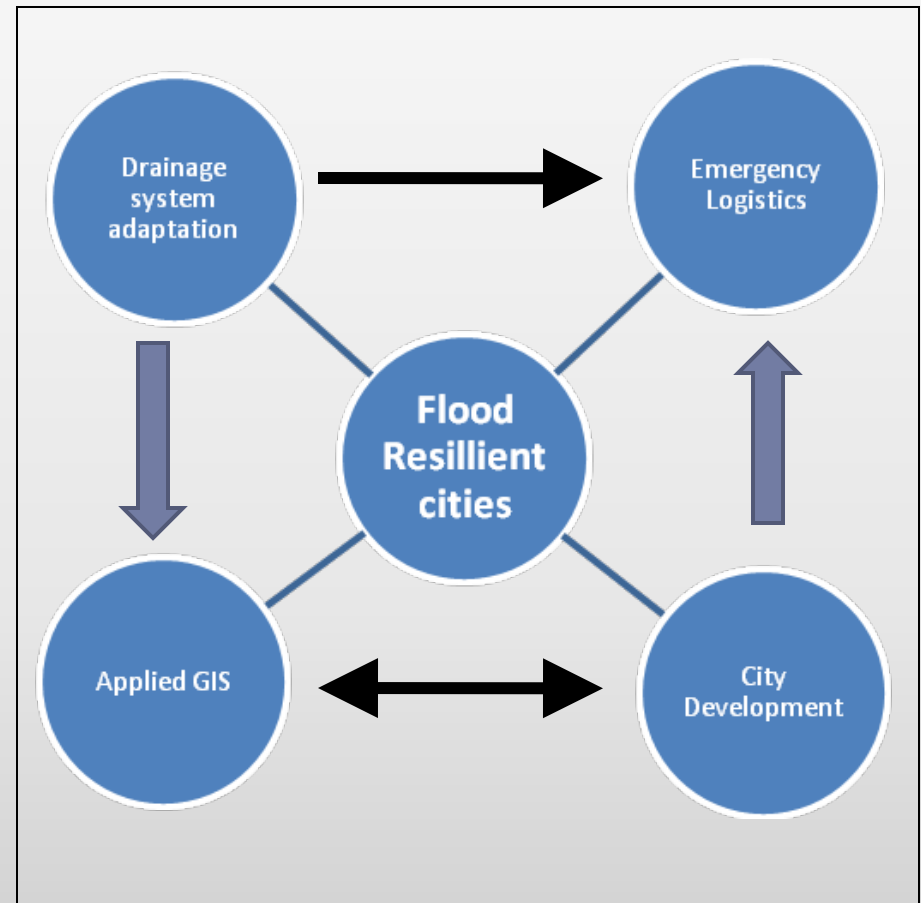 Drainage
system
adaptation
Emergency
Logistics
Flood
Resillient
cities
Applied GIS
City
Development